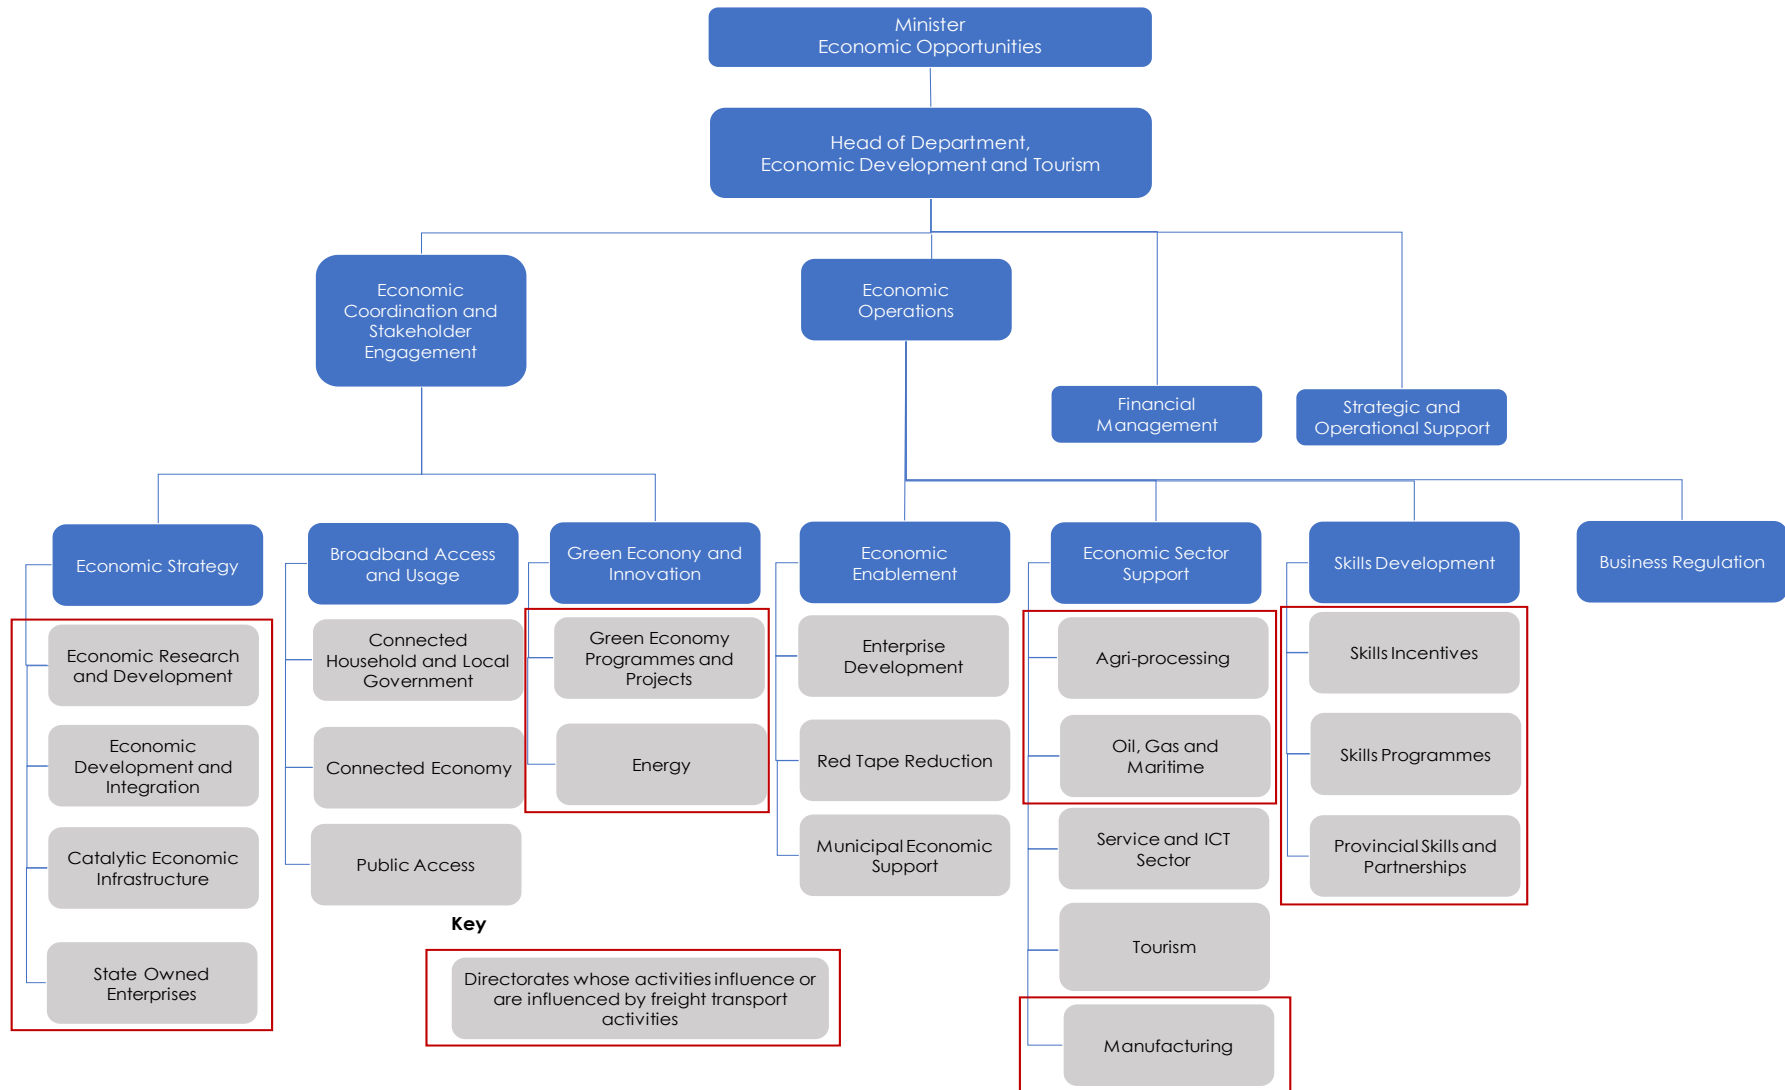 Minister
Economic Opportunities
Head of Department,
Economic Development and Tourism
Economic
Coordination and
Stakeholder
Engagement
Economic
Operations
Financial
Management
Strategic and
Operational Support
Economic Strategy
Broadband Access
and Usage
Green Econony and
Innovation
Economic
Enablement
Economic Sector
Support
Skills Development
Business Regulation
Economic Research
and Development
Economic
Development and
Integration
Catalytic Economic
Infrastructure
State Owned
Enterprises
Connected
Household and Local
Government
Connected Economy
Public Access
Green Economy
Programmes and
Projects
Energy
Enterprise
Development
Red Tape Reduction
Municipal Economic
Support
Agri-processing
Oil, Gas and
Maritime
Service and ICT
Sector
Tourism
Manufacturing
Skills Incentives
Skills Programmes
Provincial Skills and
Partnerships
Key
Directorates whose activities influence or
are influenced by freight transport
activities